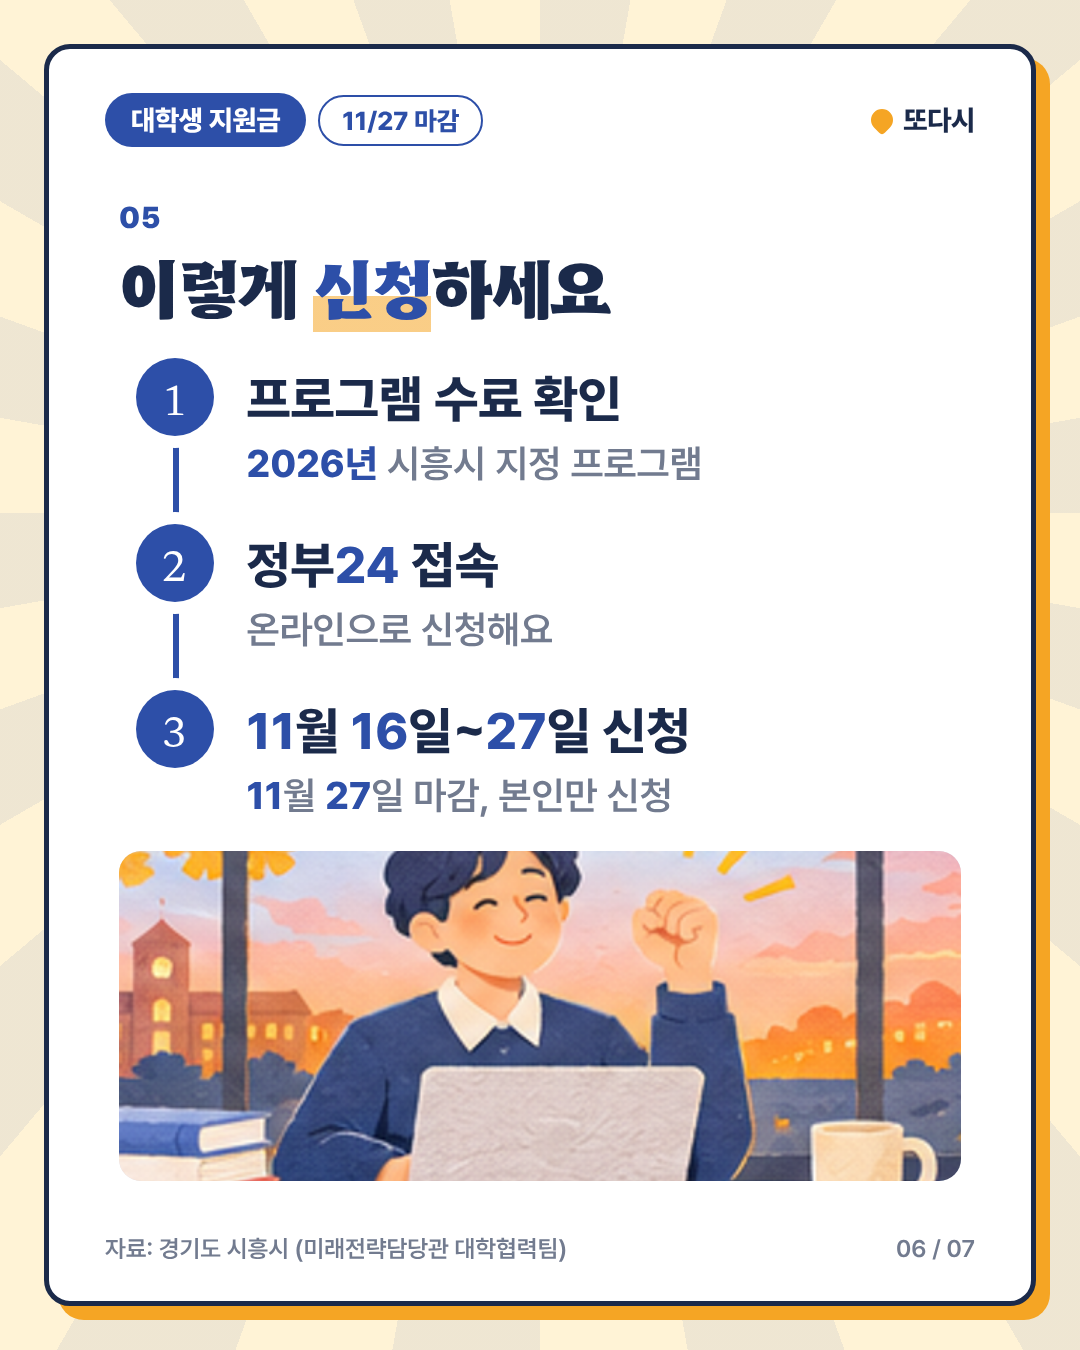 대학생 지원금
11/27 마감
또다시
05
이렇게 신청하세요
1
프로그램 수료 확인
2026년 시흥시 지정 프로그램
2
정부24 접속
온라인으로 신청해요
3
11월 16일~27일 신청
11월 27일 마감, 본인만 신청
자료: 경기도 시흥시 (미래전략담당관 대학협력팀)
06 / 07